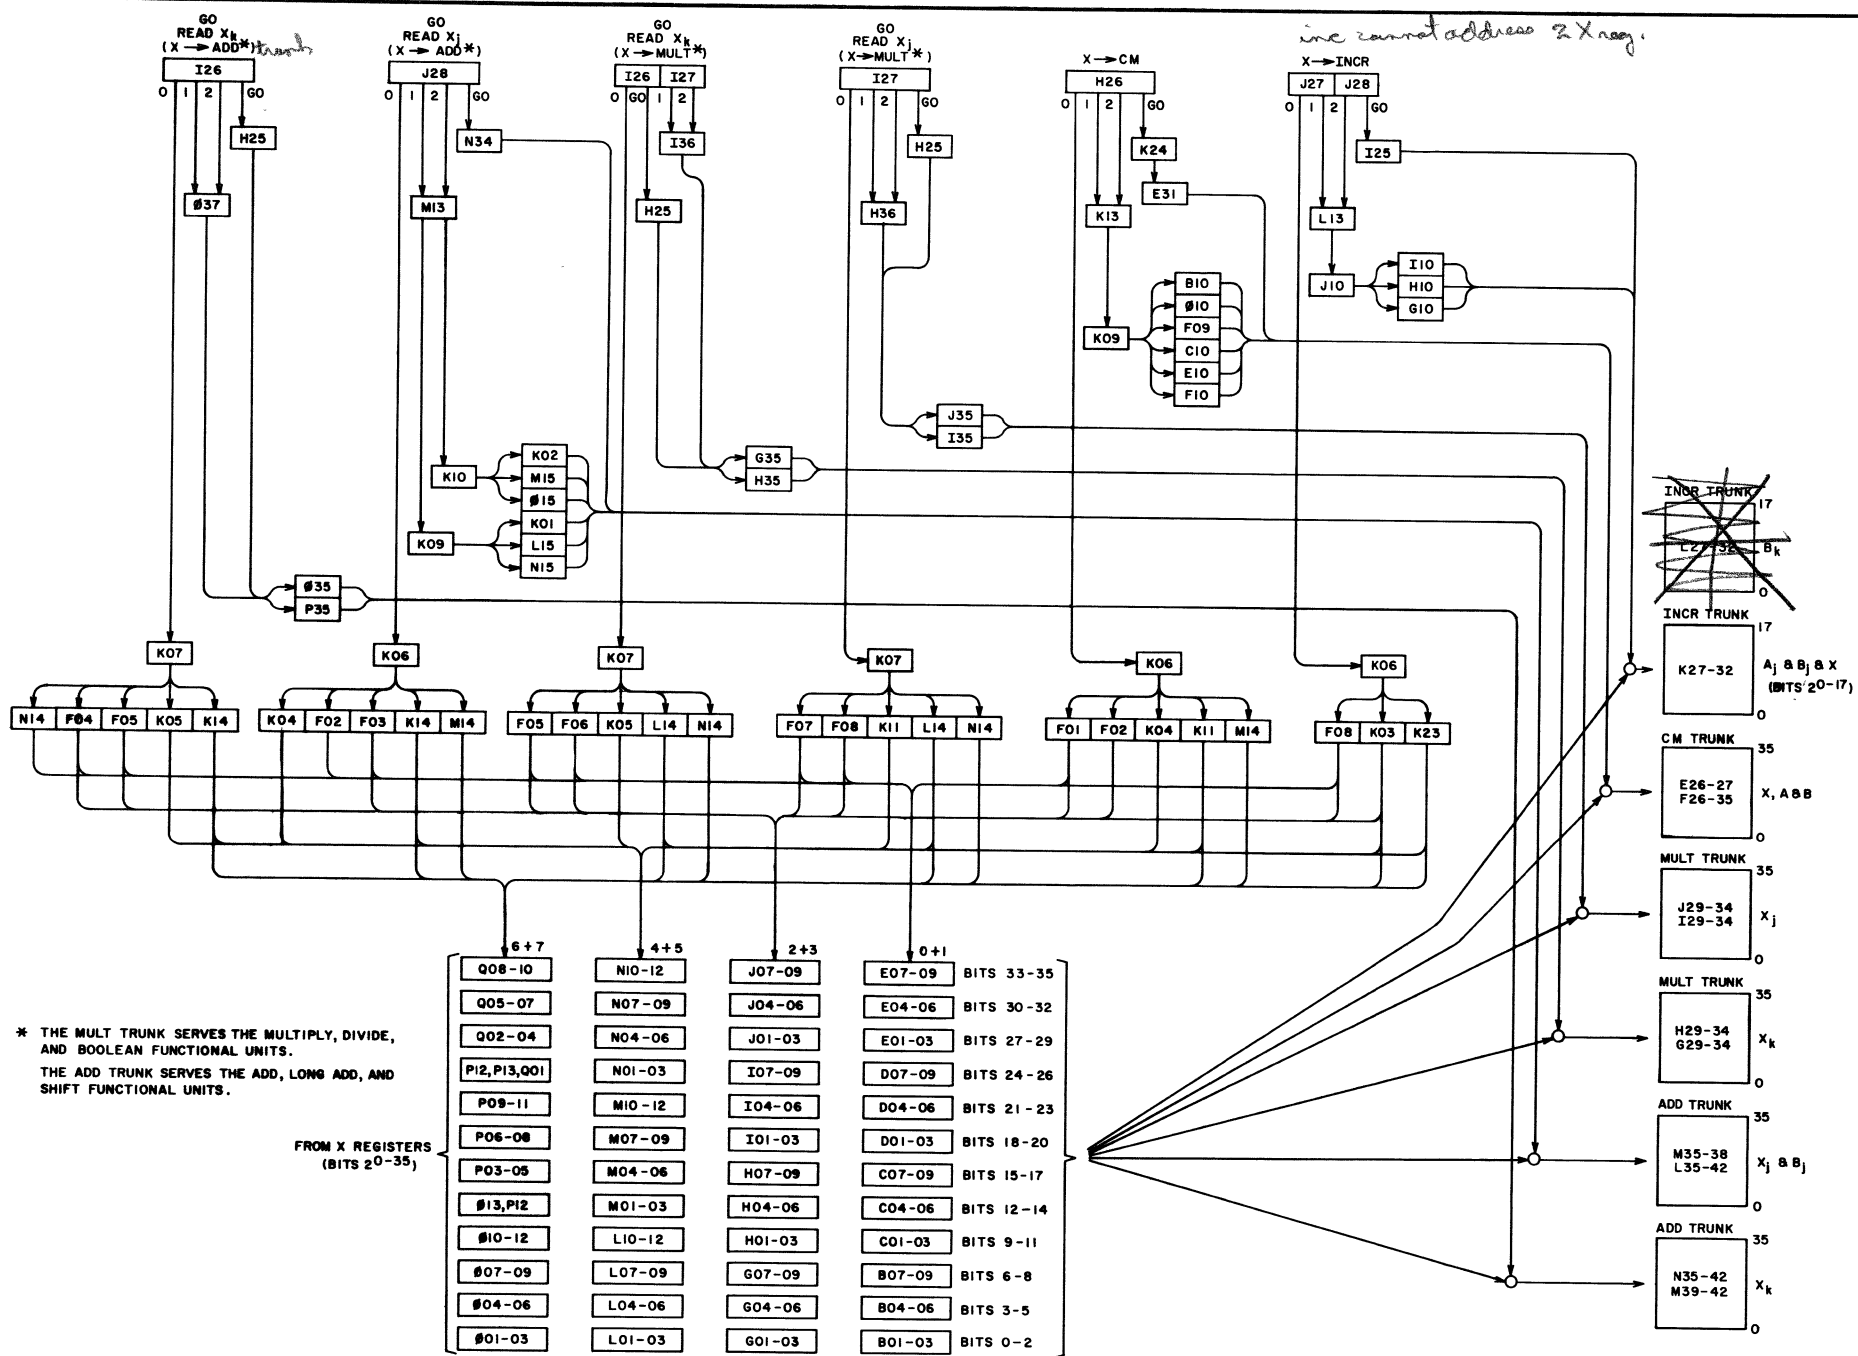 GO
READ Xk
(X → ADD*)
GO
READ Xj
(X → ADD*)
GO
READ Xk
(X → MULT*)
GO
READ Xj
(X → MULT*)
X → CM
X → INCR
inc cannot address 2 X reg.
I26
J28
I26 I27
I27
H26
J27 J28
0 1 2 GO
0 1 2 GO
0 GO 1 2
0 1 2 GO
0 1 2 GO
0 1 2 GO
H25
N34
I36
H25
K24
I25
Ø37
M13
H25
H36
E31
K13
L13
J10
I10
H10
G10
K09
B10
Ø10
F09
C10
E10
F10
J35
I35
K10
K02
M15
Ø15
K09
K01
L15
N15
G35
H35
Ø35
P35
K07
K06
K07
K07
K06
K06
N14 F04 F05 K05 K14
K04 F02 F03 K14 M14
F05 F06 K05 L14 N14
F07 F08 K11 L14 N14
F01 F02 K04 K11 M14
F08 K03 K23
INCR TRUNK
17
L27-32
Bk
0
INCR TRUNK
17
K27-32
Aj & Bj & X
(BITS 2^0-17)
0
CM TRUNK
35
E26-27
F26-35
X, A&B
0
MULT TRUNK
35
J29-34
I29-34
Xj
0
MULT TRUNK
35
H29-34
G29-34
Xk
0
ADD TRUNK
35
M35-38
L35-42
Xj & Bj
0
ADD TRUNK
35
N35-42
M39-42
Xk
0
* THE MULT TRUNK SERVES THE MULTIPLY, DIVIDE,
AND BOOLEAN FUNCTIONAL UNITS.
THE ADD TRUNK SERVES THE ADD, LONG ADD, AND
SHIFT FUNCTIONAL UNITS.
FROM X REGISTERS
(BITS 2^0-35)
6+7 4+5 2+3 0+1
Q08-10 N10-12 J07-09 E07-09 BITS 33-35
Q05-07 N07-09 J04-06 E04-06 BITS 30-32
Q02-04 N04-06 J01-03 E01-03 BITS 27-29
P12,P13,Q01 N01-03 I07-09 D07-09 BITS 24-26
P09-11 M10-12 I04-06 D04-06 BITS 21-23
P06-08 M07-09 I01-03 D01-03 BITS 18-20
P03-05 M04-06 H07-09 C07-09 BITS 15-17
Ø13,P12 M01-03 H04-06 C04-06 BITS 12-14
Ø10-12 L10-12 H01-03 C01-03 BITS 9-11
Ø07-09 L07-09 G07-09 B07-09 BITS 6-8
Ø04-06 L04-06 G04-06 B04-06 BITS 3-5
Ø01-03 L01-03 G01-03 B01-03 BITS 0-2